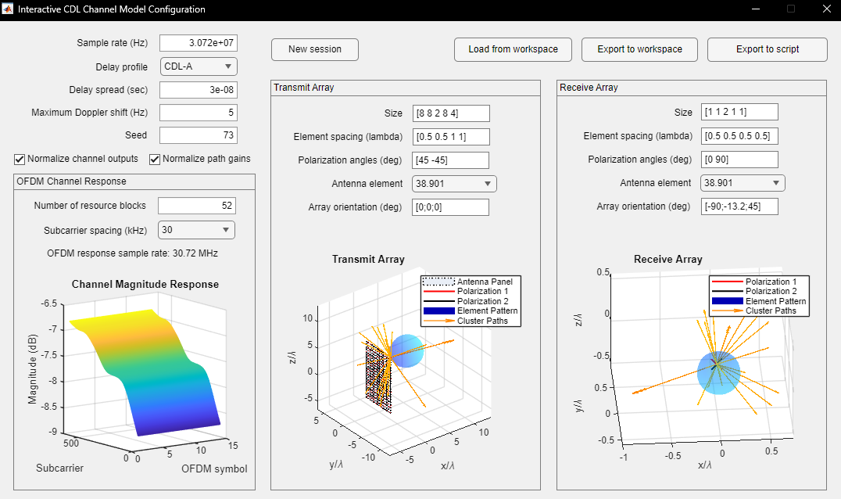 Interactive CDL Channel Model Configuration
Sample rate (Hz) 3.072e+07
Delay profile CDL-A
Delay spread (sec) 3e-08
Maximum Doppler shift (Hz) 5
Seed 73
Normalize channel outputs Normalize path gains
OFDM Channel Response
Number of resource blocks 52
Subcarrier spacing (kHz) 30
OFDM response sample rate: 30.72 MHz
Channel Magnitude Response
-6.5
-7
-7.5
-8
-8.5
-9
Magnitude (dB)
500
0
Subcarrier
0
5
10
15
OFDM symbol
New session
Load from workspace
Export to workspace
Export to script
Transmit Array
Size [8 8 2 8 4]
Element spacing (lambda) [0.5 0.5 1 1]
Polarization angles (deg) [45 -45]
Antenna element 38.901
Array orientation (deg) [0;0;0]
Transmit Array
Antenna Panel
Polarization 1
Polarization 2
Element Pattern
Cluster Paths
10
5
0
-5
z/λ
5
0
-5
-10
y/λ
-5
0
5
10
x/λ
Receive Array
Size [1 1 2 1 1]
Element spacing (lambda) [0.5 0.5 0.5 0.5]
Polarization angles (deg) [0 90]
Antenna element 38.901
Array orientation (deg) [-90;-13.2;45]
Receive Array
Polarization 1
Polarization 2
Element Pattern
Cluster Paths
0.5
0
-0.5
z/λ
0.5
0
-0.5
y/λ
-1
-0.5
0
0.5
x/λ